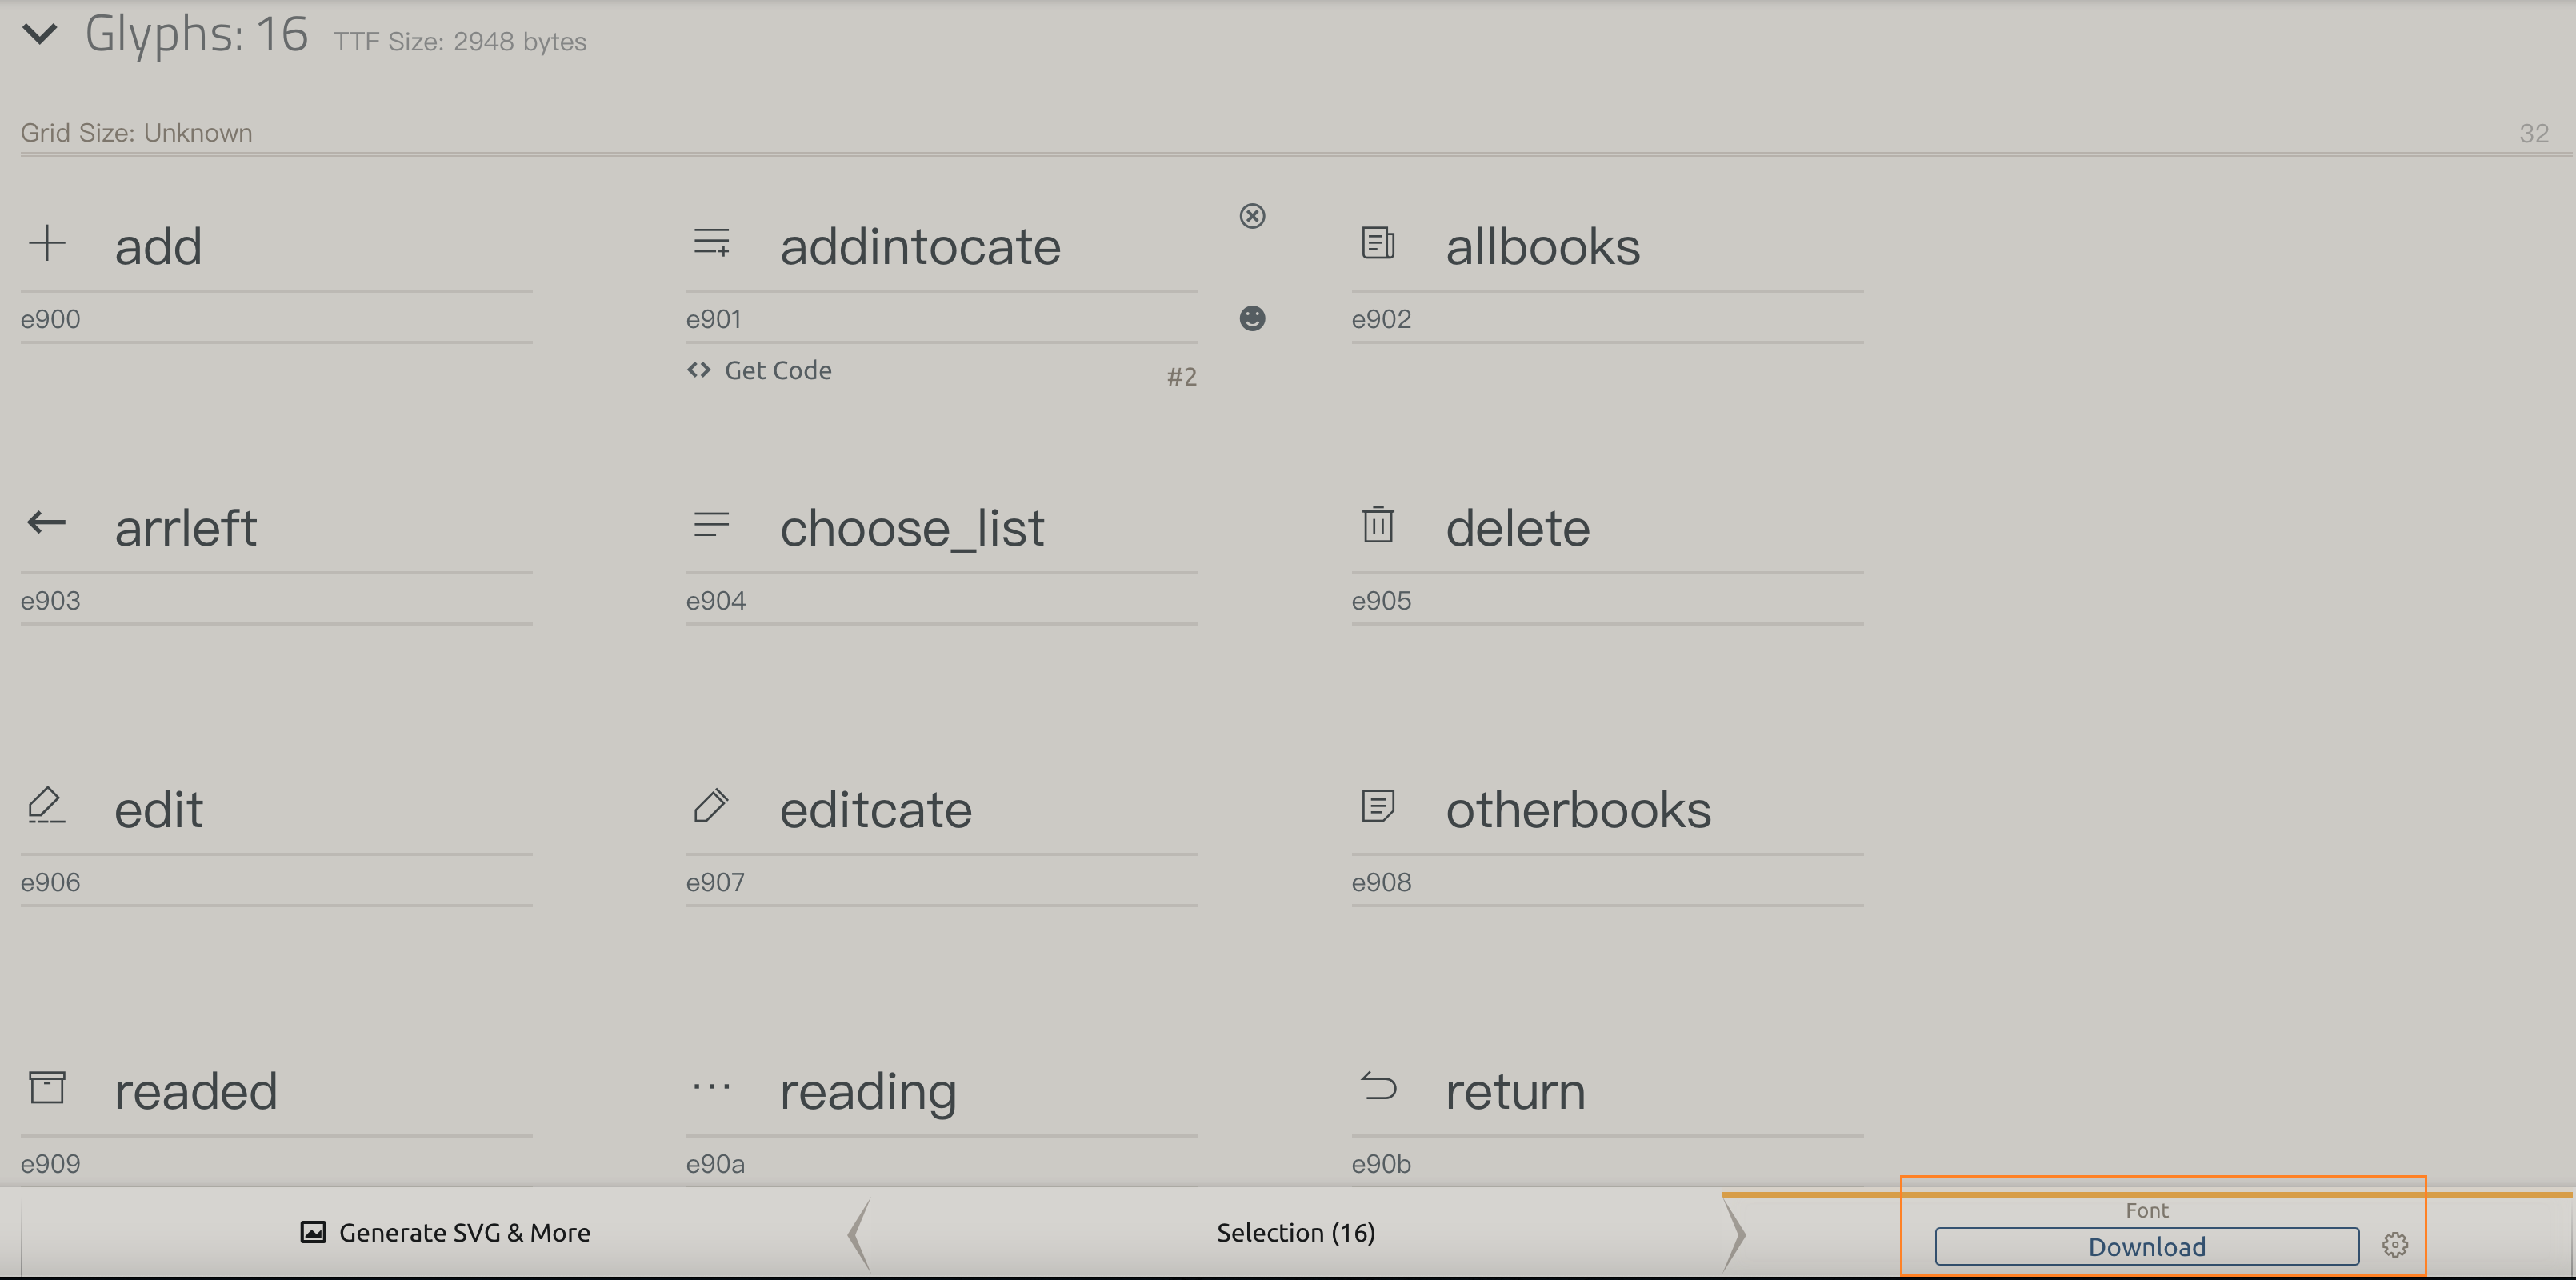 Glyphs: 16 TTF Size: 2948 bytes
Grid Size: Unknown 32
add
addintocate
allbooks
e900
e901
e902
Get Code #2
arrleft
choose_list
delete
e903
e904
e905
edit
editcate
otherbooks
e906
e907
e908
readed
reading
return
e909
e90a
e90b
Generate SVG & More
Selection (16)
Font
Download